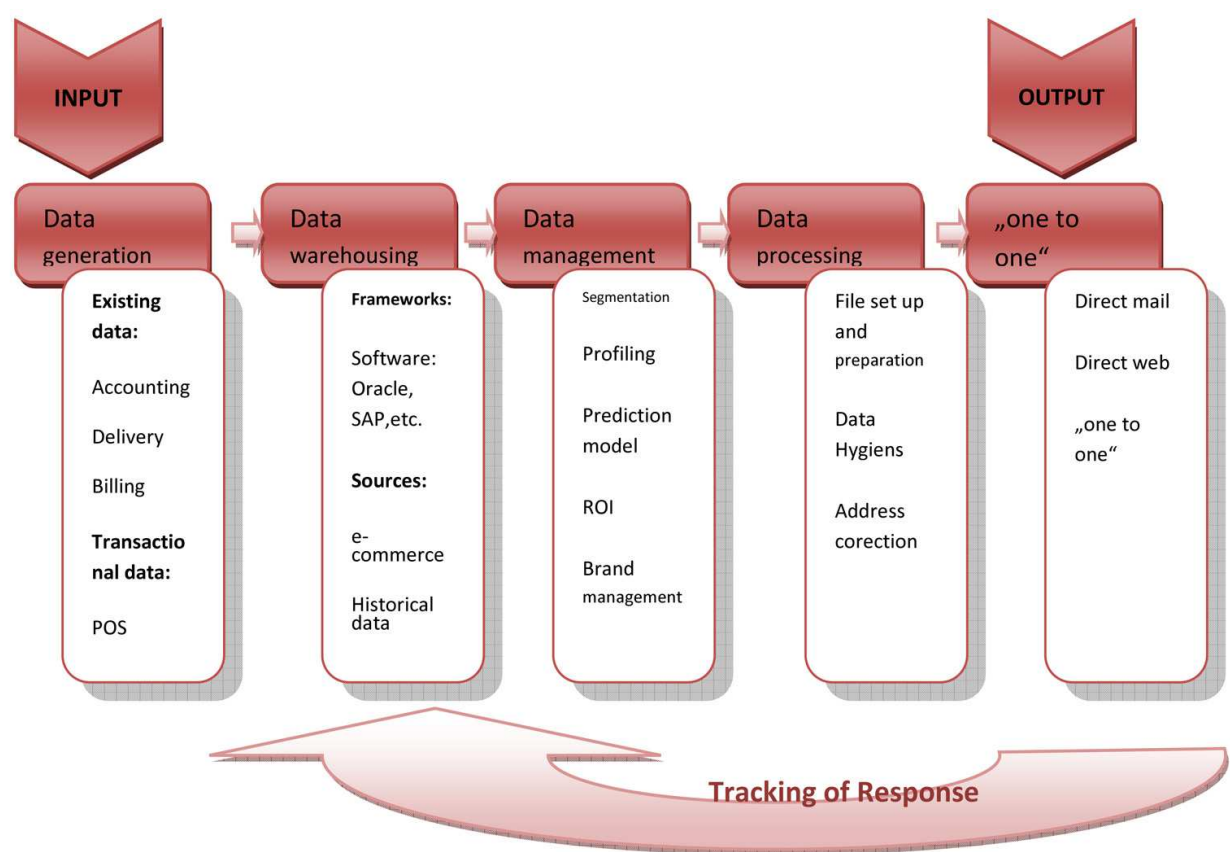 INPUT
OUTPUT
Data
generation
Existing
data:
Accounting
Delivery
Billing
Transactio
nal data:
POS
Data
warehousing
Frameworks:
Software:
Oracle,
SAP,etc.
Sources:
e-
commerce
Historical
data
Data
management
Segmentation
Profiling
Prediction
model
ROI
Brand
management
Data
processing
File set up
and
preparation
Data
Hygiens
Address
corection
„one to
one“
Direct mail
Direct web
„one to
one“
Tracking of Response